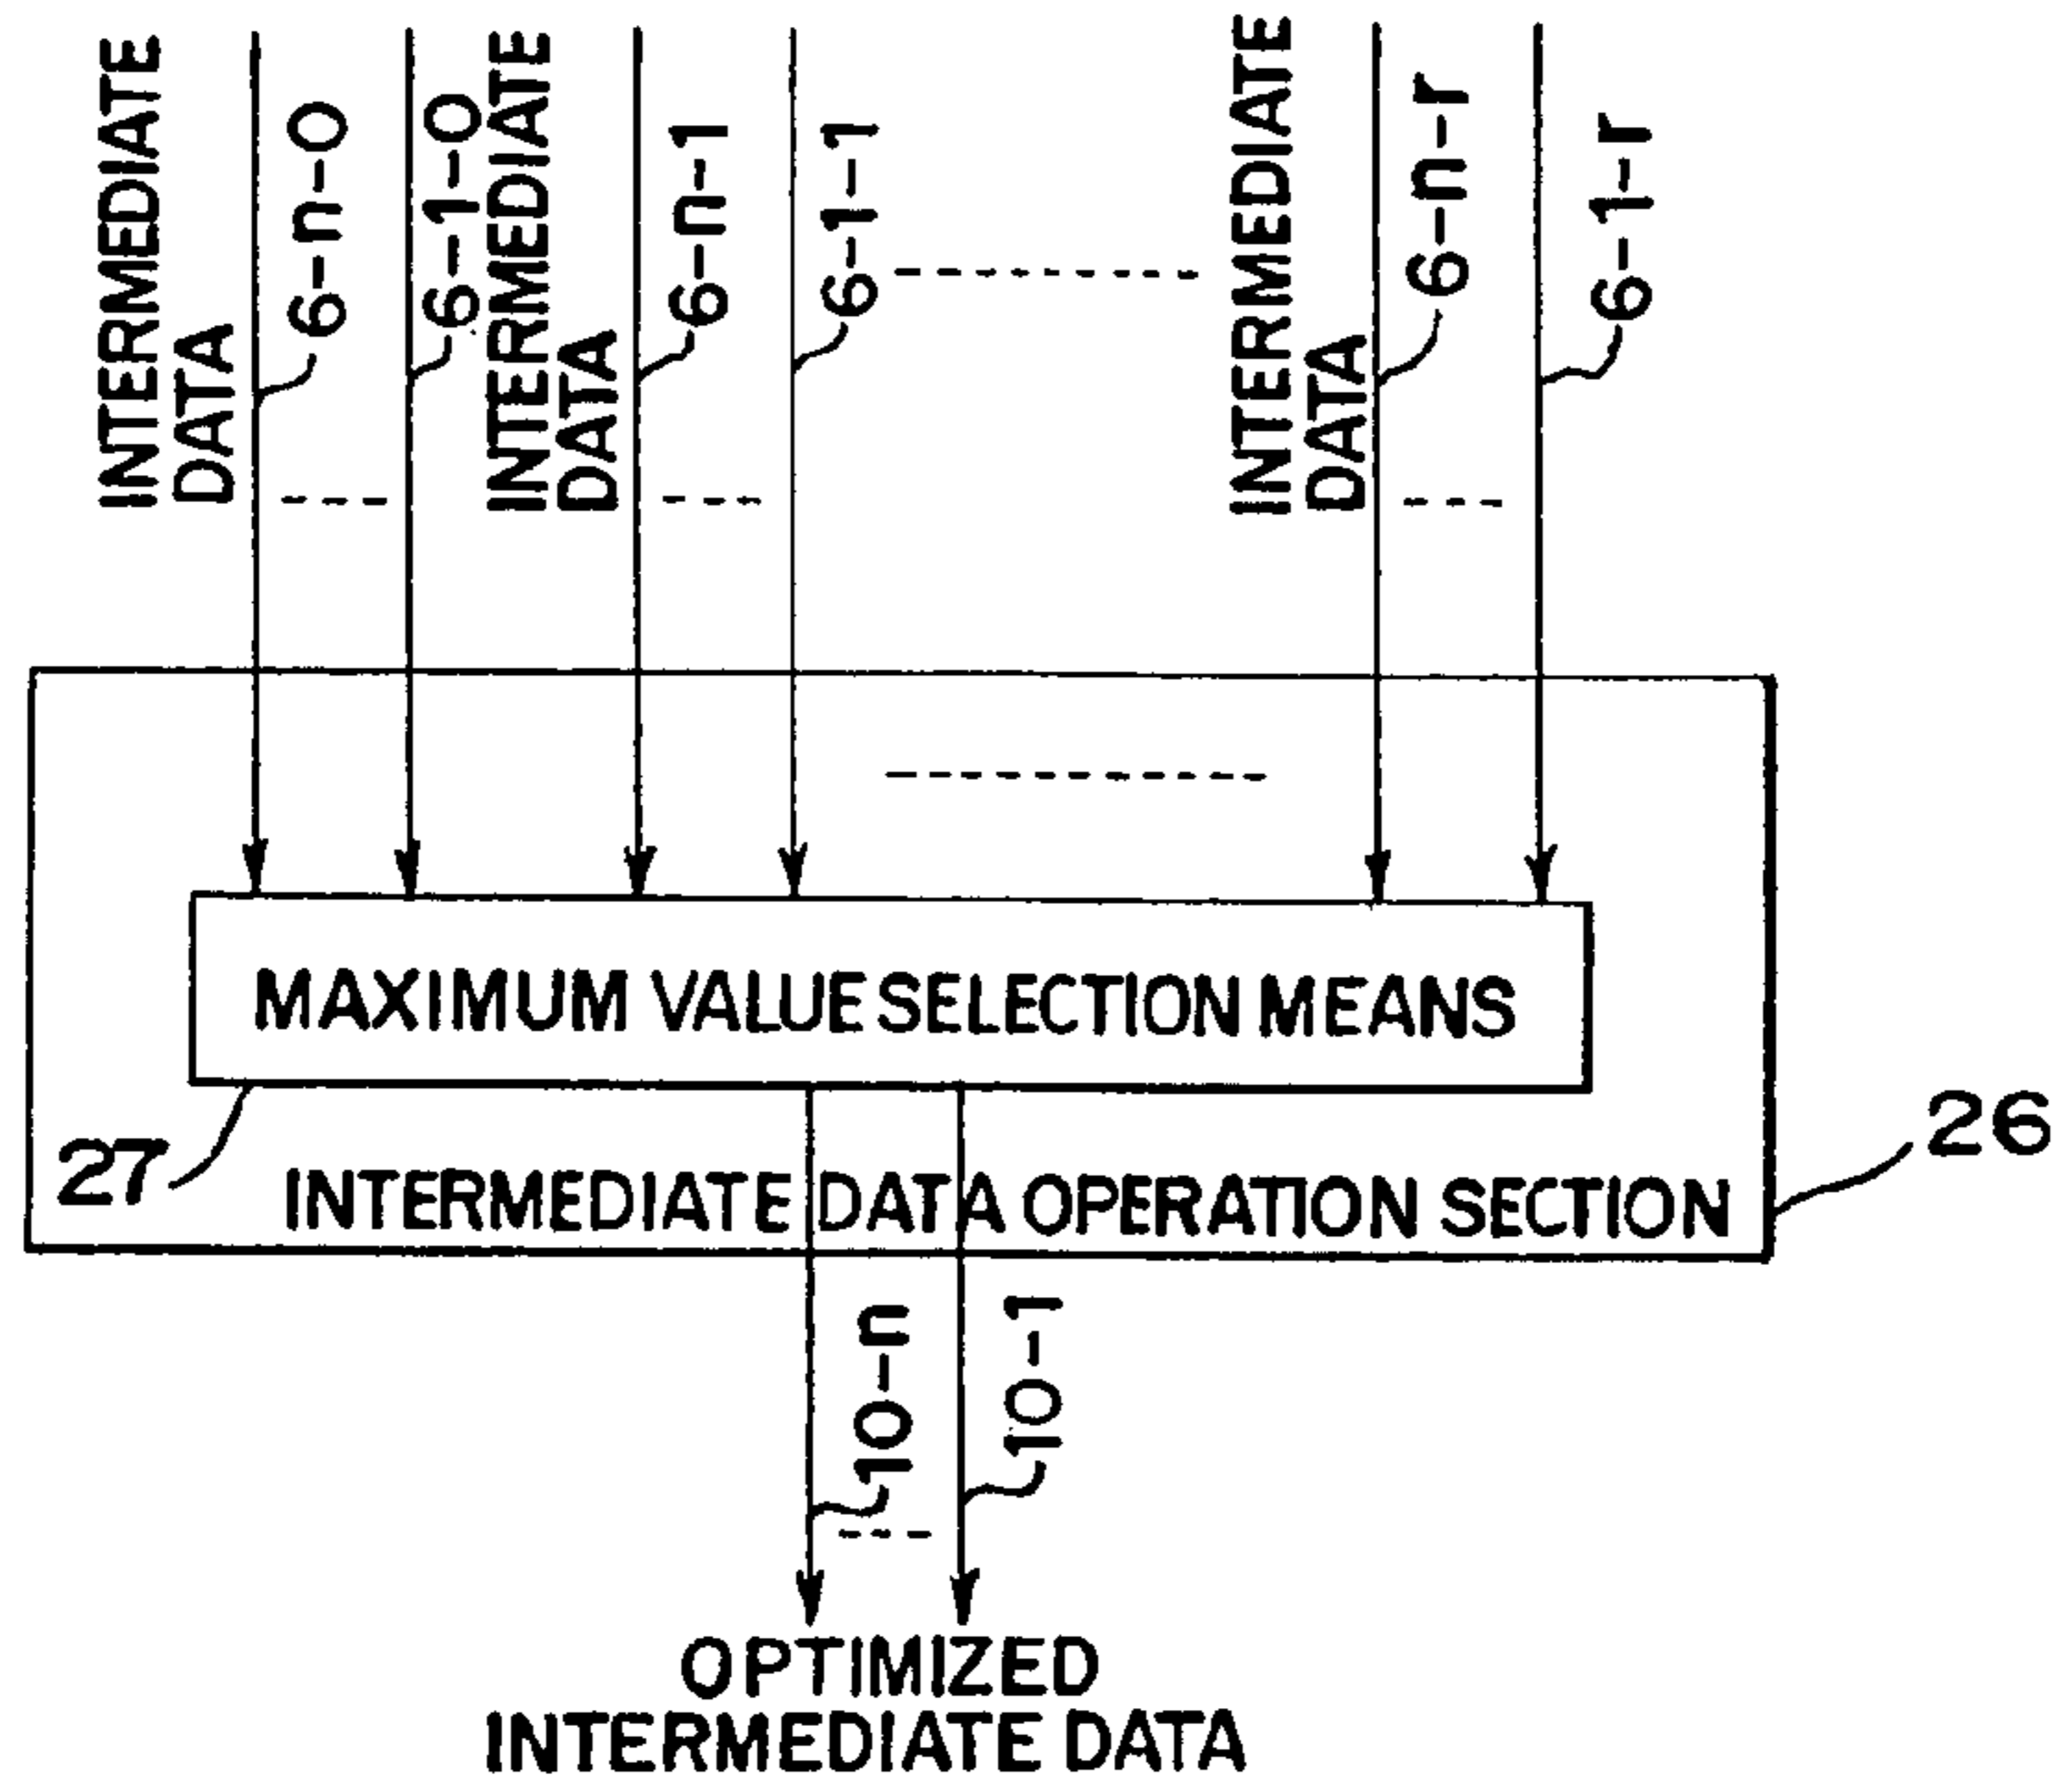 INTERMEDIATE
DATA
6-n-0
6-1-0
INTERMEDIATE
DATA
6-n-1
6-1-1
INTERMEDIATE
DATA
6-n-r
6-1-r
MAXIMUM VALUE SELECTION MEANS
27
INTERMEDIATE DATA OPERATION SECTION
26
10-n
10-1
OPTIMIZED
INTERMEDIATE DATA